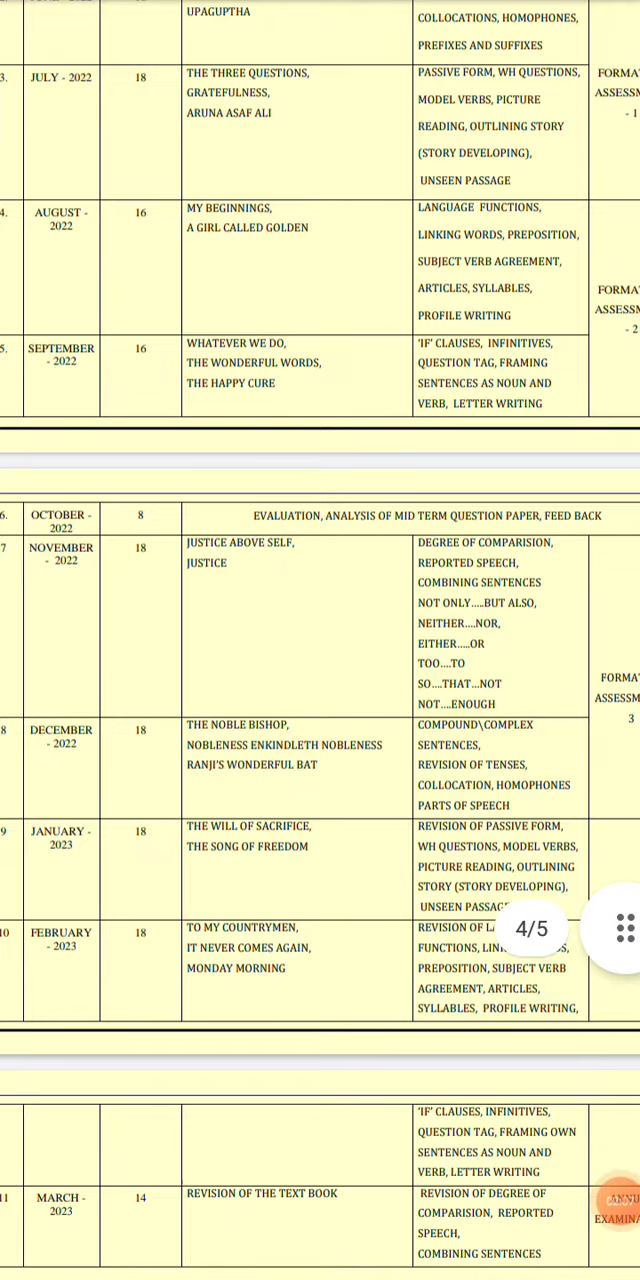 UPAGUPTHA
COLLOCATIONS, HOMOPHONES,
PREFIXES AND SUFFIXES
3. JULY - 2022 18 THE THREE QUESTIONS,
GRATEFULNESS,
ARUNA ASAF ALI
PASSIVE FORM, WH QUESTIONS,
MODEL VERBS, PICTURE
READING, OUTLINING STORY
(STORY DEVELOPING),
UNSEEN PASSAGE
- 1
4. AUGUST -
2022
16
MY BEGINNINGS,
A GIRL CALLED GOLDEN
LANGUAGE FUNCTIONS,
LINKING WORDS, PREPOSITION,
SUBJECT VERB AGREEMENT,
ARTICLES, SYLLABLES,
PROFILE WRITING
- 2
5. SEPTEMBER
- 2022
16
WHATEVER WE DO,
THE WONDERFUL WORDS,
THE HAPPY CURE
‘IF’ CLAUSES, INFINITIVES,
QUESTION TAG, FRAMING
SENTENCES AS NOUN AND
VERB, LETTER WRITING
6. OCTOBER -
2022
8
EVALUATION, ANALYSIS OF MID TERM QUESTION PAPER, FEED BACK
7 NOVEMBER
- 2022
18
JUSTICE ABOVE SELF,
JUSTICE
DEGREE OF COMPARISION,
REPORTED SPEECH,
COMBINING SENTENCES
NOT ONLY.....BUT ALSO,
NEITHER....NOR,
EITHER.....OR
TOO....TO
SO....THAT...NOT
NOT....ENOUGH
3
8 DECEMBER
- 2022
18
THE NOBLE BISHOP,
NOBLENESS ENKINDLETH NOBLENESS
RANJI’S WONDERFUL BAT
COMPOUND\COMPLEX
SENTENCES,
REVISION OF TENSES,
COLLOCATION, HOMOPHONES
PARTS OF SPEECH
9 JANUARY -
2023
18
THE WILL OF SACRIFICE,
THE SONG OF FREEDOM
REVISION OF PASSIVE FORM,
WH QUESTIONS, MODEL VERBS,
PICTURE READING, OUTLINING
STORY (STORY DEVELOPING),
UNSEEN
4/5
10 FEBRUARY
- 2023
18
TO MY COUNTRYMEN,
IT NEVER COMES AGAIN,
MONDAY MORNING
REVISION OF
FUNCTIONS,
PREPOSITION, SUBJECT VERB
AGREEMENT, ARTICLES,
SYLLABLES, PROFILE WRITING,
‘IF’ CLAUSES, INFINITIVES,
QUESTION TAG, FRAMING OWN
SENTENCES AS NOUN AND
VERB, LETTER WRITING
11 MARCH -
2023
14
REVISION OF THE TEXT BOOK
REVISION OF DEGREE OF
COMPARISION, REPORTED
SPEECH,
COMBINING SENTENCES